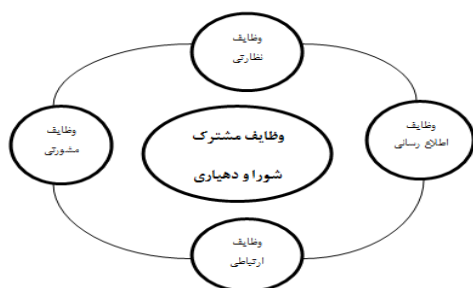 وظایف
نظارتی
وظایف
اطلاع رسانی
وظایف مشترک
شورا و دهیاری
وظایف
مشورتی
وظایف
ارتباطی